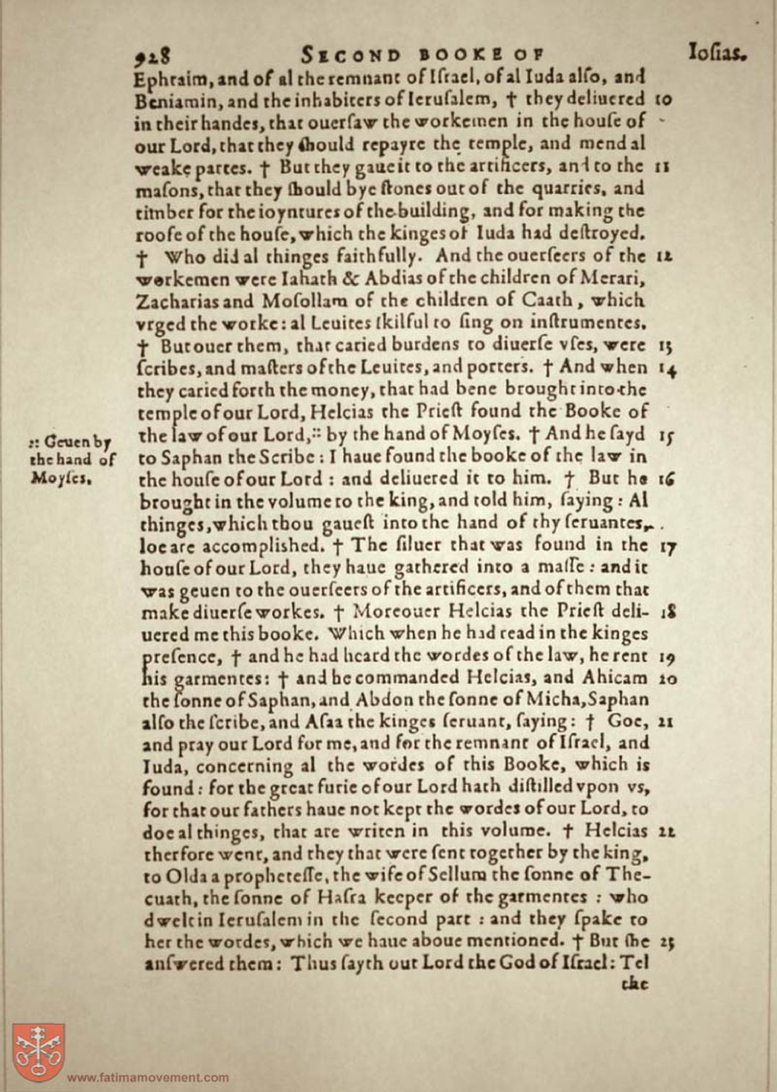 928 SECOND BOOKE OF Iosias.
Ephraim, and of al the remnant of Iſrael, of al Iuda alſo, and
Beniamin, and the inhabiters of Ieruſalem, † they deliuered 10
in their handes, that ouerſaw the workemen in the houſe of
our Lord, that they ſhould repayre the temple, and mend al
weake partes. † But they gaue it to the artificers, and to the 11
maſons, that they ſhould bye ſtones out of the quarries, and
timber for the ioyntures of the building, and for making the
roofe of the houſe, which the kinges of Iuda had deſtroyed.
† Who did al thinges faithfully. And the ouerſeers of the 12
workemen were Iahath & Abdias of the children of Merari,
Zacharias and Moſollam of the children of Caath, which
vrged the worke: al Leuites ſkilful to ſing on inſtrumentes.
† But ouer them, that caried burdens to diuerſe vſes, were 13
ſcribes, and maſters of the Leuites, and porters. † And when 14
they caried forth the money, that had bene brought into the
temple of our Lord, Helcias the Prieſt found the Booke of
the law of our Lord, :: by the hand of Moyſes. † And he ſayd 15
:: Geuen by
the hand of
Moyſes.
to Saphan the Scribe: I haue found the booke of the law in
the houſe of our Lord: and deliuered it to him. † But he 16
brought in the volume to the king, and told him, ſaying: Al
thinges, which thou gaueſt into the hand of thy ſeruantes,
loe are accompliſhed. † The ſiluer that was found in the 17
houſe of our Lord, they haue gathered into a maſſe: and it
was geuen to the ouerſeers of the artificers, and of them that
make diuerſe workes. † Moreouer Helcias the Prieſt deli- 18
uered me this booke. Which when he had read in the kinges
preſence, † and he had heard the wordes of the law, he rent 19
his garmentes: † and he commanded Helcias, and Ahicam 20
the ſonne of Saphan, and Abdon the ſonne of Micha, Saphan
alſo the ſcribe, and Aſaa the kinges ſeruant, ſaying: † Goe, 21
and pray our Lord for me, and for the remnant of Iſrael, and
Iuda, concerning al the wordes of this Booke, which is
found: for the great furie of our Lord hath diſtilled vpon vs,
for that our fathers haue not kept the wordes of our Lord, to
doe al thinges, that are writen in this volume. † Helcias 22
therfore went, and they that were ſent together by the king,
to Olda a propheteſſe, the wife of Sellum the ſonne of The-
cuath, the ſonne of Haſra keeper of the garmentes: who
dwelt in Ieruſalem in the ſecond part: and they ſpake to
her the wordes, which we haue aboue mentioned. † But ſhe 23
anſwered them: Thus ſayth our Lord the God of Iſrael: Tel
the
www.fatimamovement.com